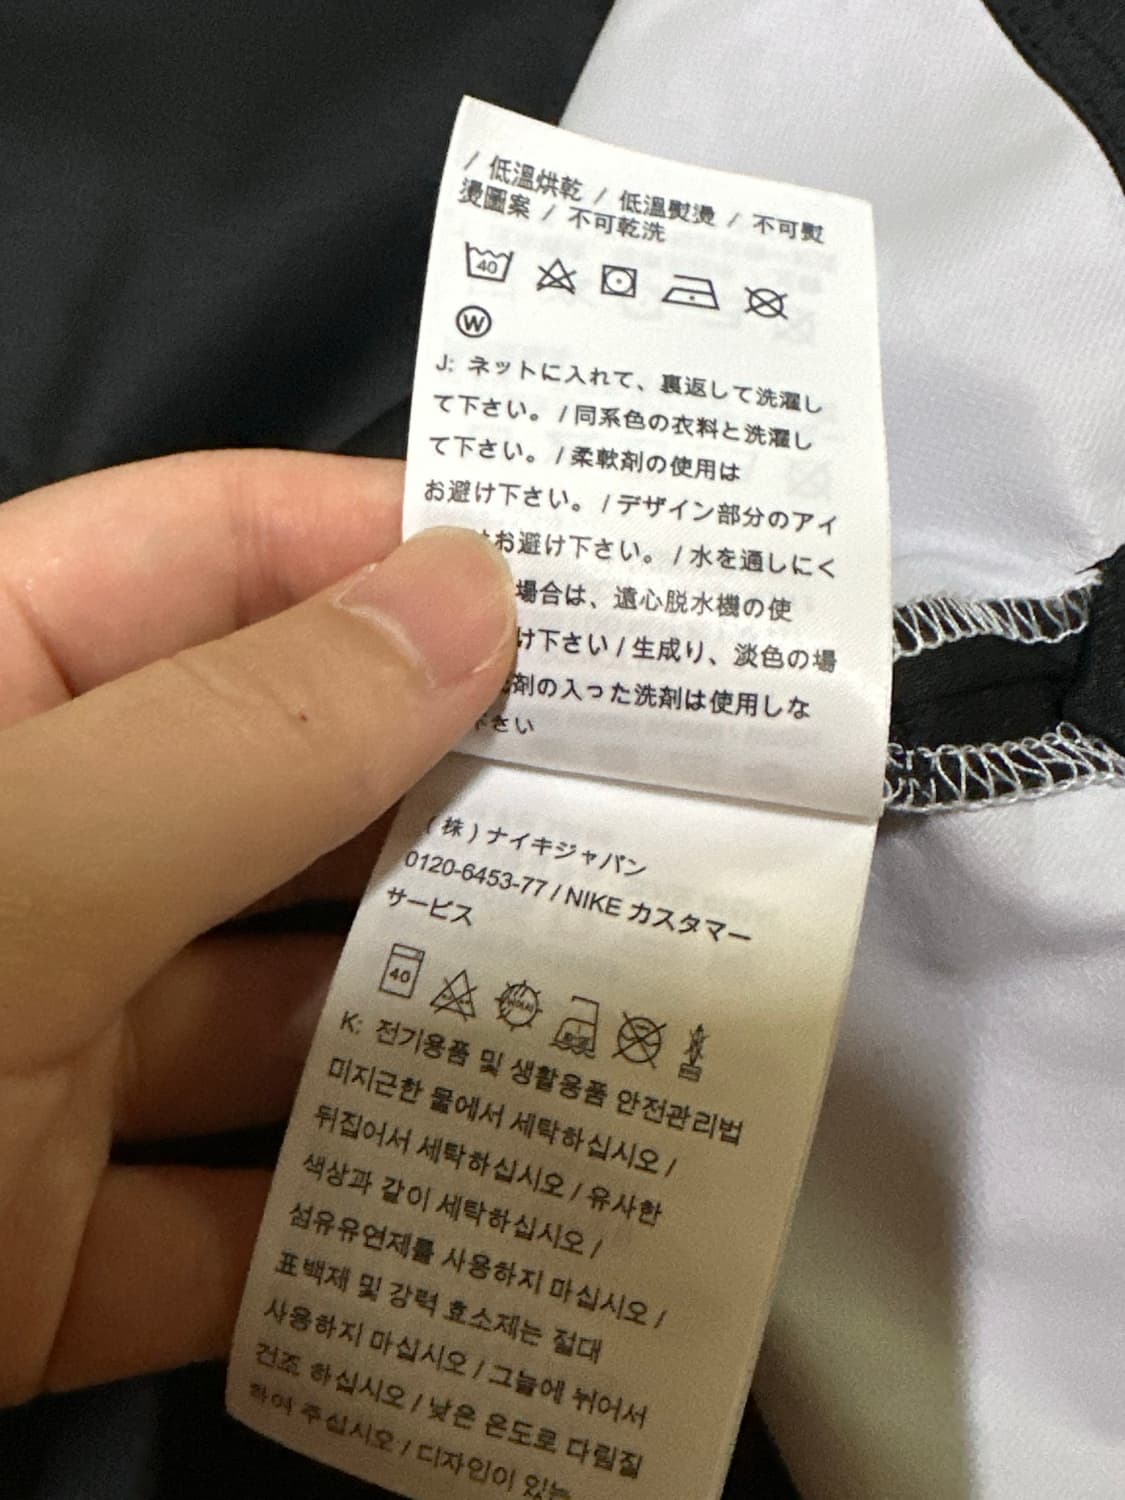 / 低溫烘乾 / 低溫熨燙 / 不可熨
燙圖案 / 不可乾洗
40
W
J: ネットに入れて、裏返して洗濯し
て下さい。/ 同系色の衣料と洗濯し
て下さい。/ 柔軟剤の使用は
お避け下さい。/ デザイン部分のアイ
はお避け下さい。/ 水を通しにく
場合は、遠心脱水機の使
け下さい / 生成り、淡色の場
剤の入った洗剤は使用しな
下さい
(株) ナイキジャパン
0120-6453-77 / NIKE カスタマー
サービス
40
K: 전기용품 및 생활용품 안전관리법
미지근한 물에서 세탁하십시오 /
뒤집어서 세탁하십시오 / 유사한
색상과 같이 세탁하십시오 /
섬유유연제를 사용하지 마십시오 /
표백제 및 강력 효소제는 절대
사용하지 마십시오 / 그늘에 뉘어서
건조 하십시오 / 낮은 온도로 다림질
하여 주십시오 / 디자인이 있는